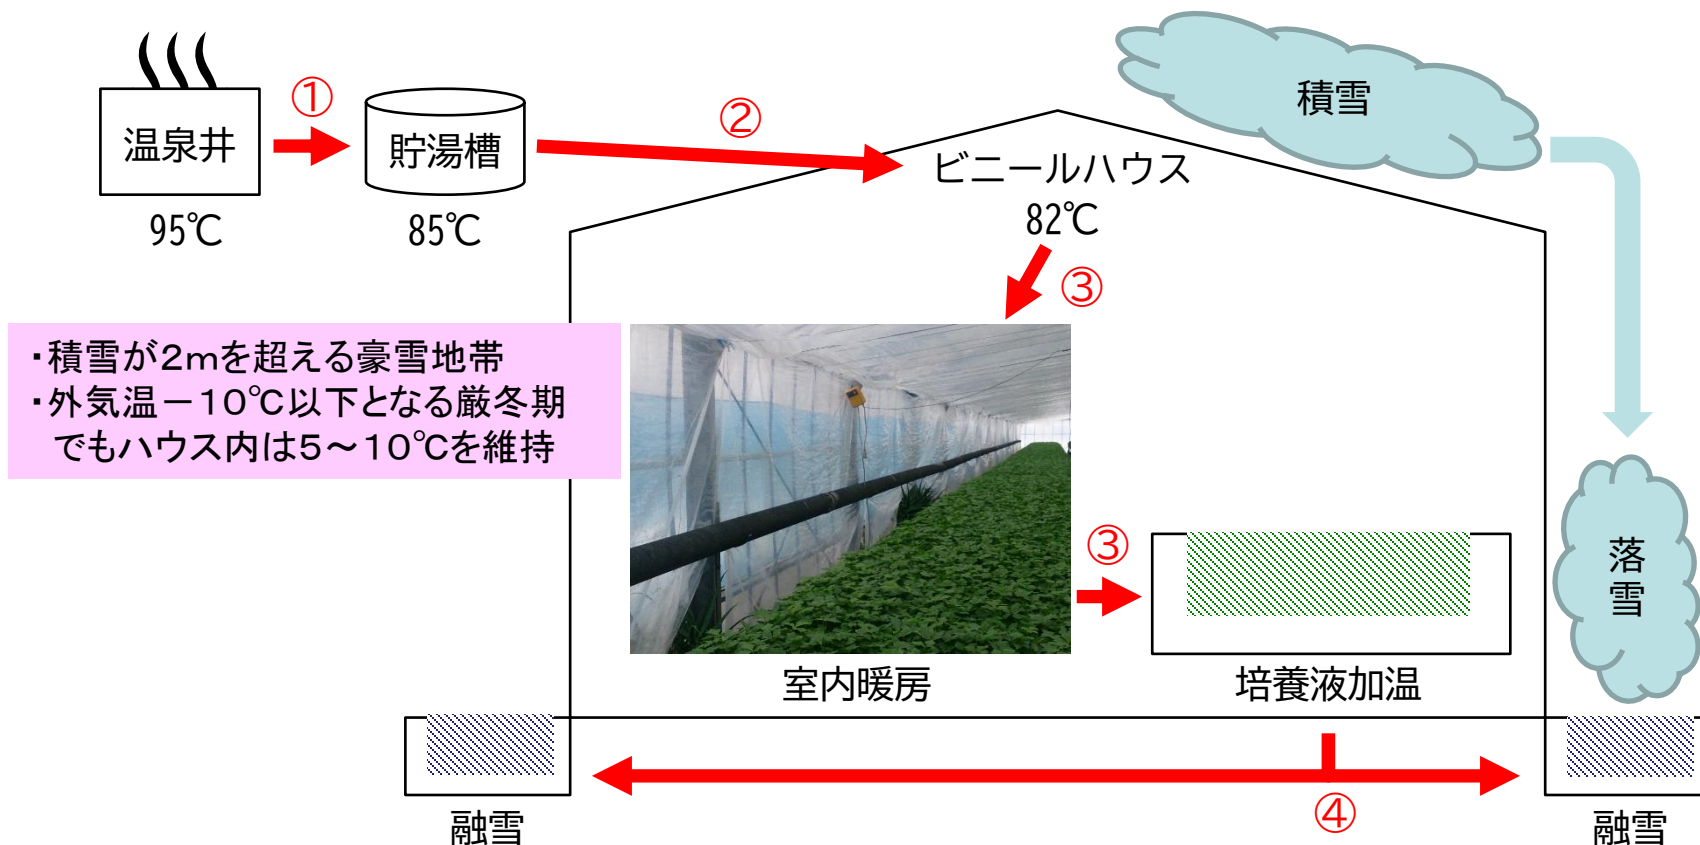 ①
②
積雪
温泉井
貯湯槽
ビニールハウス
95℃
85℃
82℃
③
・積雪が2mを超える豪雪地帯
・外気温-10℃以下となる厳冬期
でもハウス内は5～10℃を維持
③
落雪
室内暖房
培養液加温
④
融雪
融雪